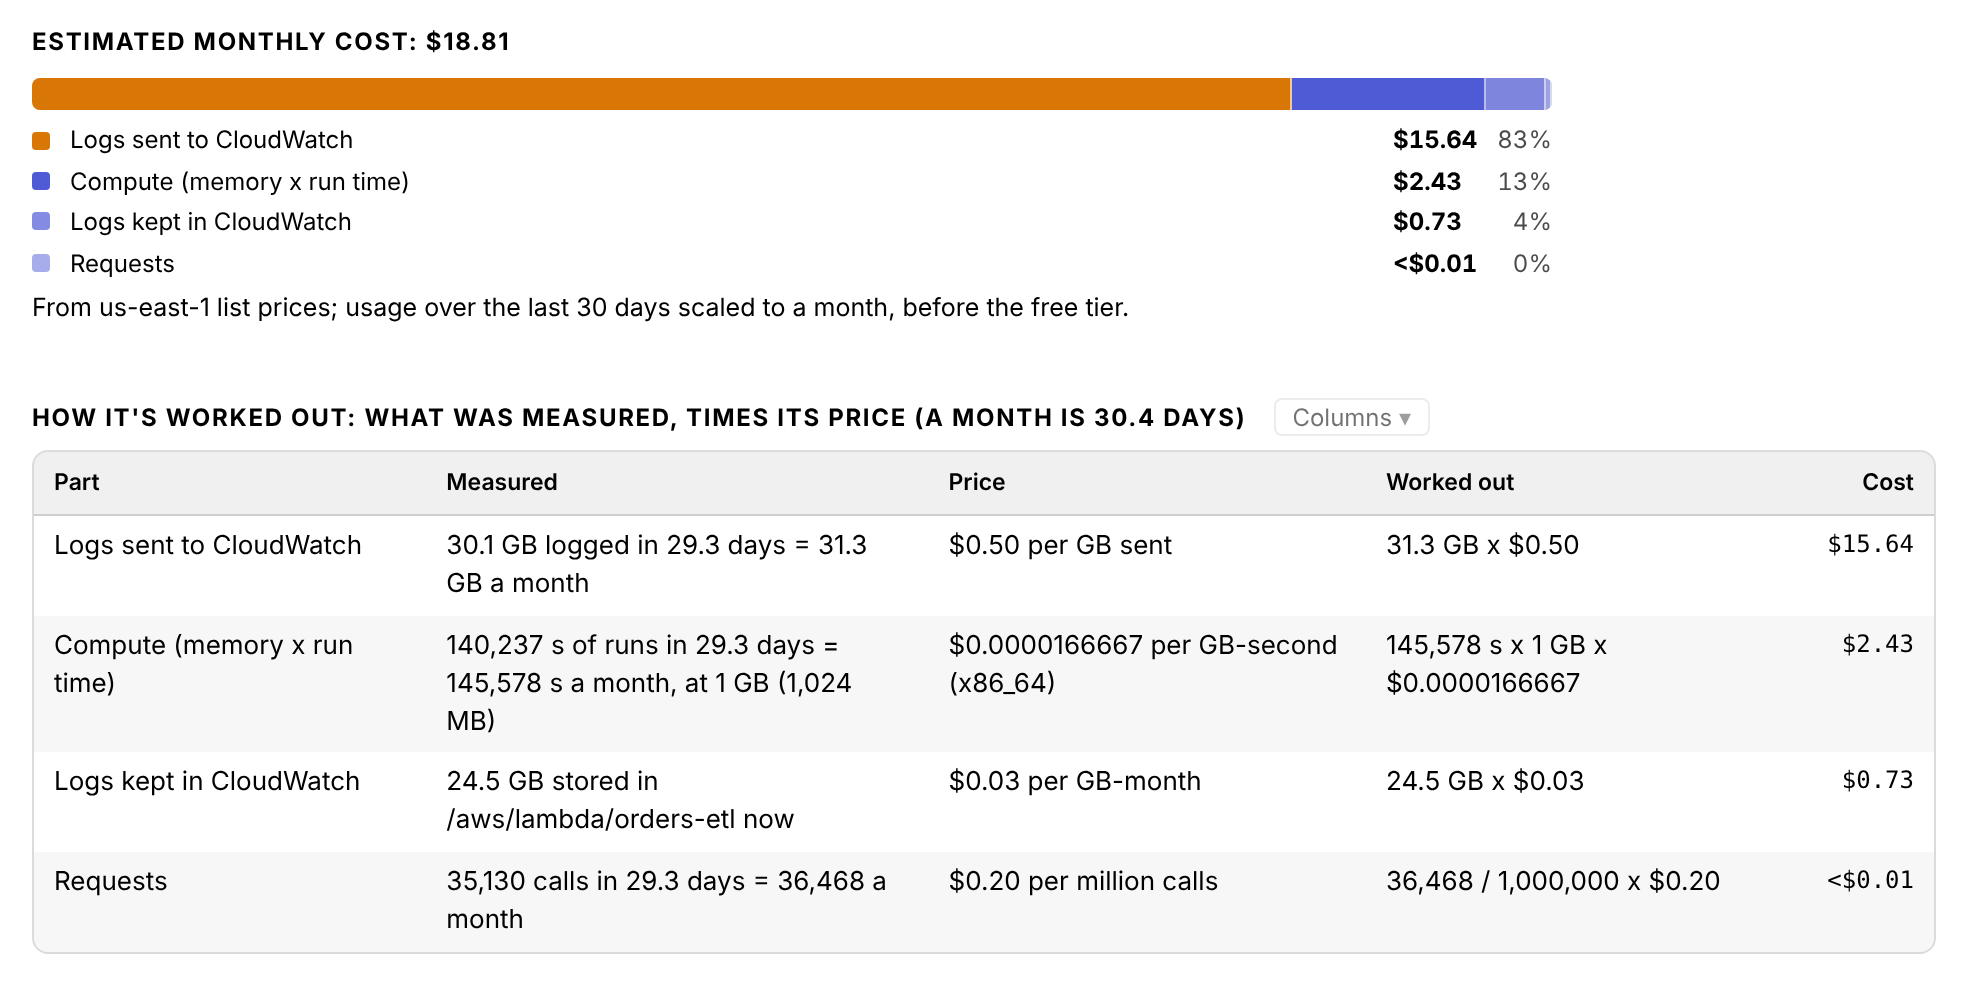 ESTIMATED MONTHLY COST: $18.81
Logs sent to CloudWatch $15.64 83%
Compute (memory x run time) $2.43 13%
Logs kept in CloudWatch $0.73 4%
Requests <$0.01 0%
From us-east-1 list prices; usage over the last 30 days scaled to a month, before the free tier.
HOW IT'S WORKED OUT: WHAT WAS MEASURED, TIMES ITS PRICE (A MONTH IS 30.4 DAYS) Columns ▾
Part Measured Price Worked out Cost
Logs sent to CloudWatch 30.1 GB logged in 29.3 days = 31.3 $0.50 per GB sent 31.3 GB x $0.50 $15.64
GB a month
Compute (memory x run 140,237 s of runs in 29.3 days = $0.0000166667 per GB-second 145,578 s x 1 GB x $2.43
time) 145,578 s a month, at 1 GB (1,024 (x86_64) $0.0000166667
MB)
Logs kept in CloudWatch 24.5 GB stored in $0.03 per GB-month 24.5 GB x $0.03 $0.73
/aws/lambda/orders-etl now
Requests 35,130 calls in 29.3 days = 36,468 a $0.20 per million calls 36,468 / 1,000,000 x $0.20 <$0.01
month